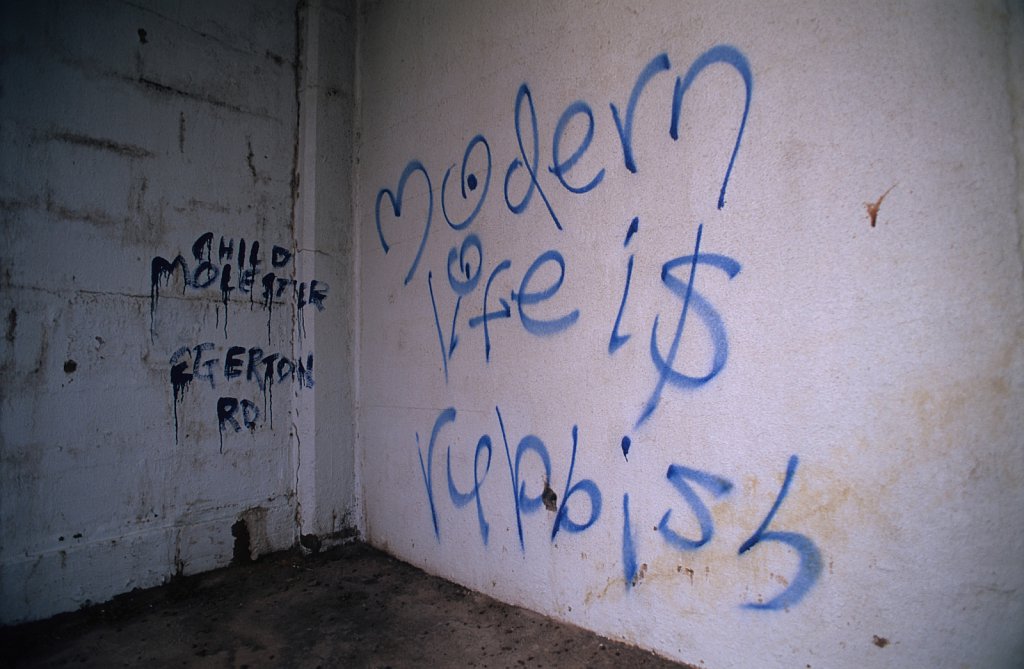 CHILD
MOLESTER
EGERTON
RD
modern
life is
rubbish